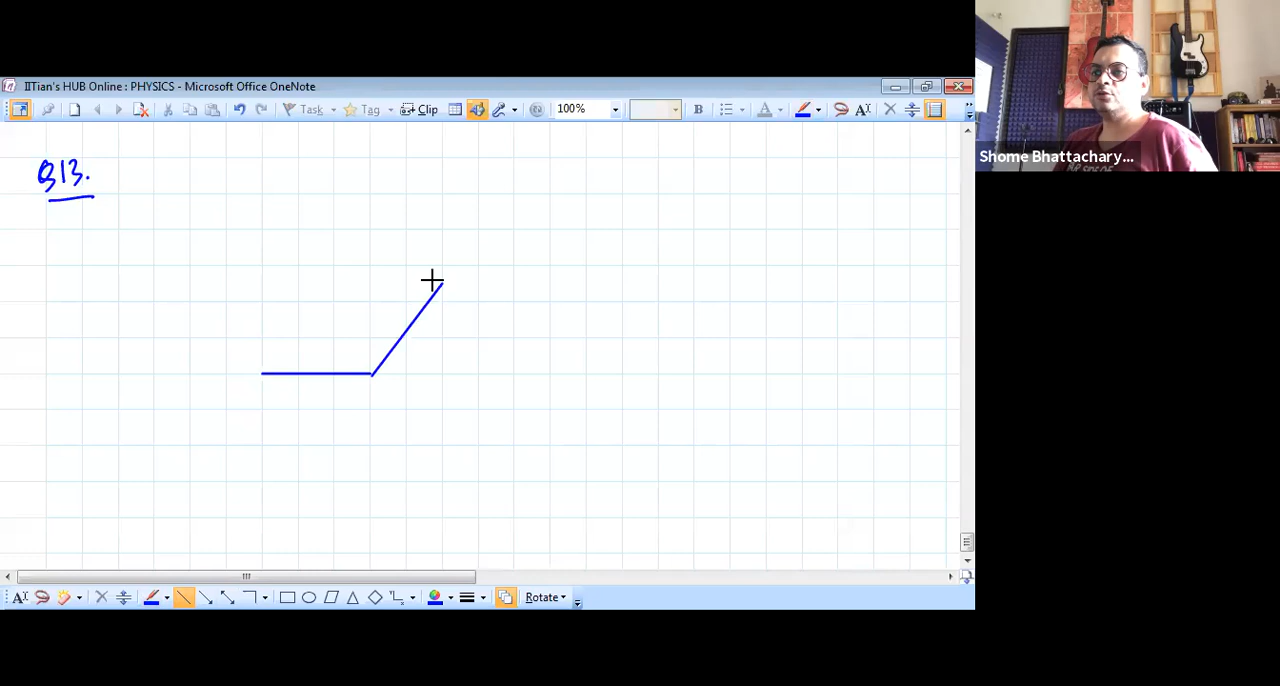 IITian's HUB Online : PHYSICS - Microsoft Office OneNote
Task Tag Clip 100% B A A
Shome Bhattachary...
Q13.
A Rotate